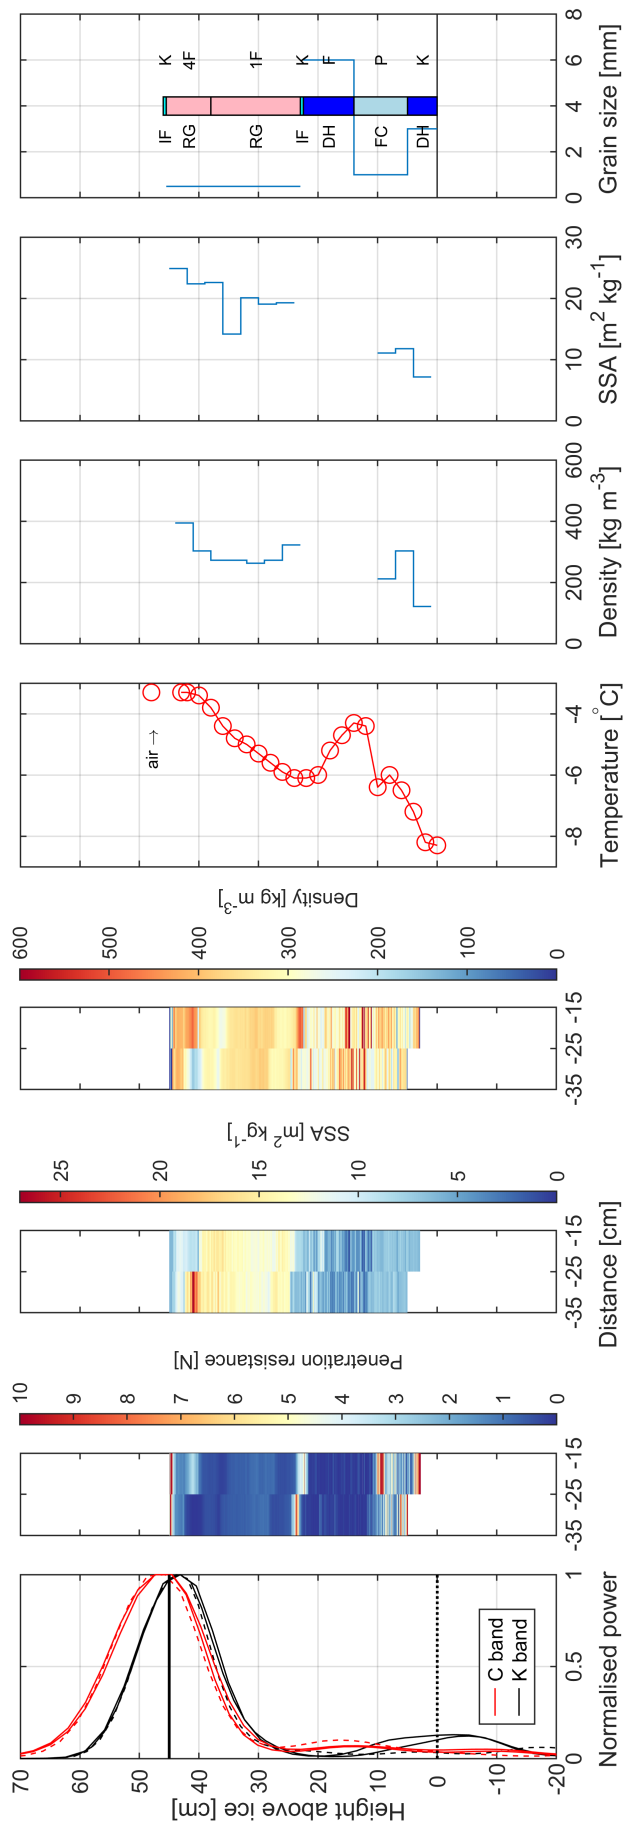 70
60
50
40
30
20
10
0
-10
-20
Height above ice [cm]
0
0.5
1
Normalised power
C band
K band
-35
-25
-15
10
9
8
7
6
5
4
3
2
1
0
Penetration resistance [N]
-35
-25
-15
Distance [cm]
25
20
15
10
5
0
SSA [m² kg⁻¹]
-35
-25
-15
600
500
400
300
200
100
0
Density [kg m⁻³]
-8
-6
-4
Temperature [°C]
air →
0
200
400
600
Density [kg m⁻³]
0
10
20
30
SSA [m² kg⁻¹]
0
2
4
6
8
Grain size [mm]
K
4F
1F
K
F
P
K
IF
RG
RG
IF
DH
FC
DH